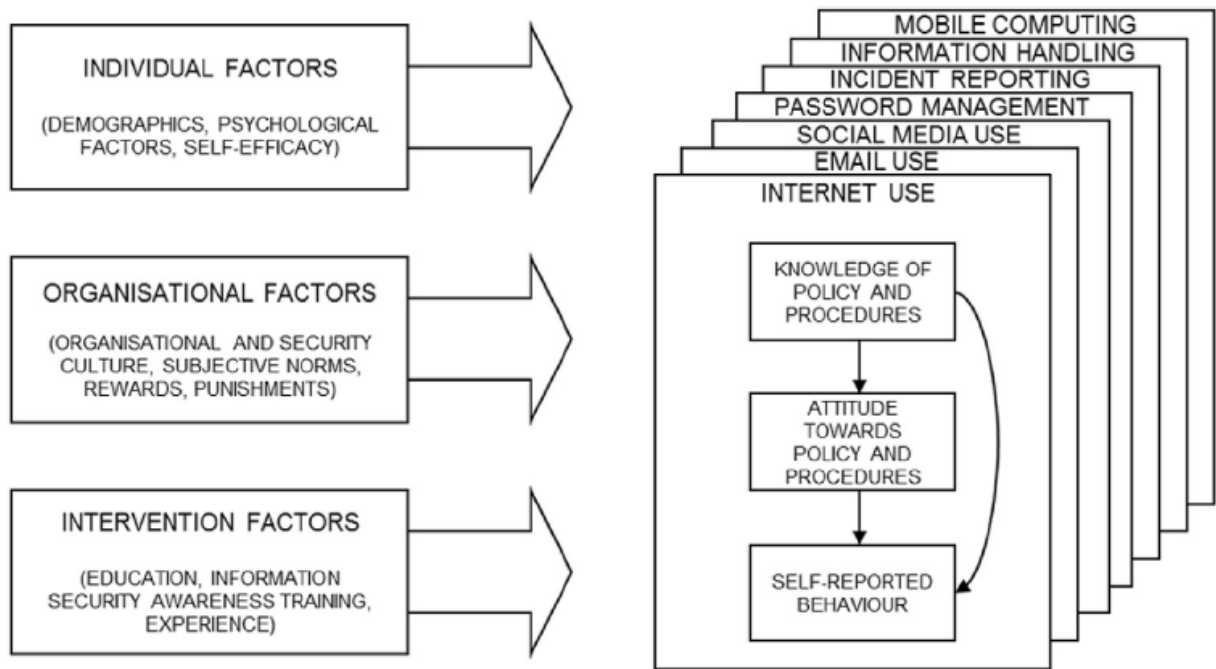 INDIVIDUAL FACTORS
(DEMOGRAPHICS, PSYCHOLOGICAL
FACTORS, SELF-EFFICACY)
ORGANISATIONAL FACTORS
(ORGANISATIONAL AND SECURITY
CULTURE, SUBJECTIVE NORMS,
REWARDS, PUNISHMENTS)
INTERVENTION FACTORS
(EDUCATION, INFORMATION
SECURITY AWARENESS TRAINING,
EXPERIENCE)
MOBILE COMPUTING
INFORMATION HANDLING
INCIDENT REPORTING
PASSWORD MANAGEMENT
SOCIAL MEDIA USE
EMAIL USE
INTERNET USE
KNOWLEDGE OF
POLICY AND
PROCEDURES
ATTITUDE
TOWARDS
POLICY AND
PROCEDURES
SELF-REPORTED
BEHAVIOUR